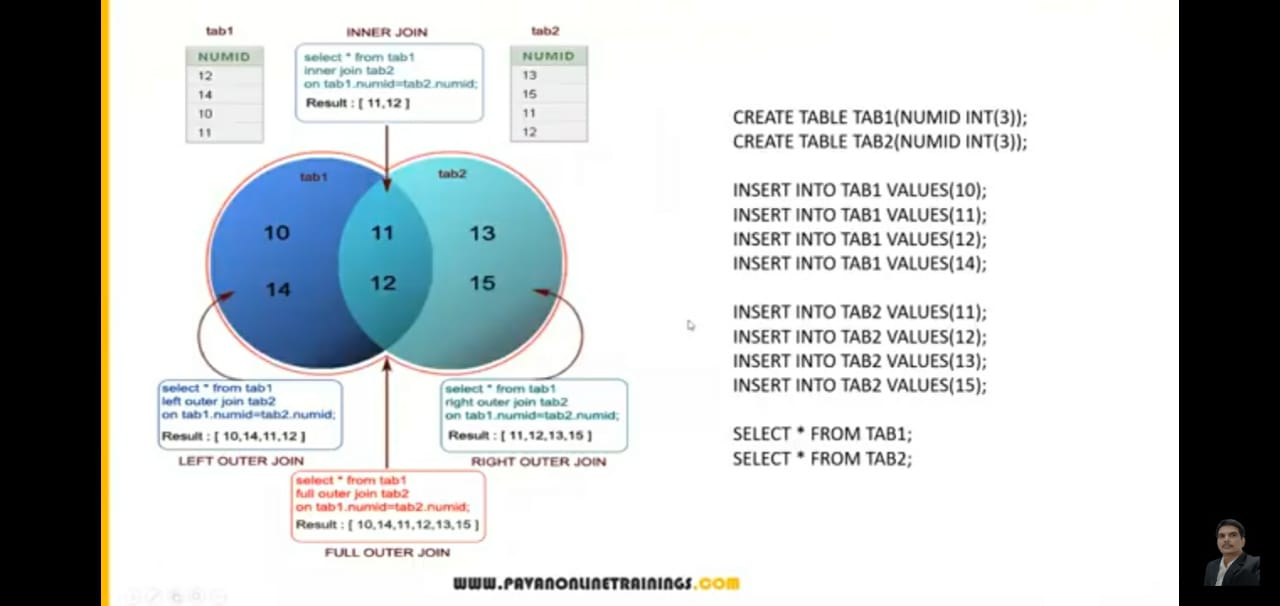 tab1
NUMID
12
14
10
11
INNER JOIN
select * from tab1
inner join tab2
on tab1.numid=tab2.numid;
Result : [ 11,12 ]
tab2
NUMID
13
15
11
12
tab1
tab2
10
11
13
14
12
15
select * from tab1
left outer join tab2
on tab1.numid=tab2.numid;
Result : [ 10,14,11,12 ]
LEFT OUTER JOIN
select * from tab1
right outer join tab2
on tab1.numid=tab2.numid;
Result : [ 11,12,13,15 ]
RIGHT OUTER JOIN
select * from tab1
full outer join tab2
on tab1.numid=tab2.numid;
Result : [ 10,14,11,12,13,15 ]
FULL OUTER JOIN
CREATE TABLE TAB1(NUMID INT(3));
CREATE TABLE TAB2(NUMID INT(3));
INSERT INTO TAB1 VALUES(10);
INSERT INTO TAB1 VALUES(11);
INSERT INTO TAB1 VALUES(12);
INSERT INTO TAB1 VALUES(14);
INSERT INTO TAB2 VALUES(11);
INSERT INTO TAB2 VALUES(12);
INSERT INTO TAB2 VALUES(13);
INSERT INTO TAB2 VALUES(15);
SELECT * FROM TAB1;
SELECT * FROM TAB2;
WWW.PAVANONLINETRAININGS.COM